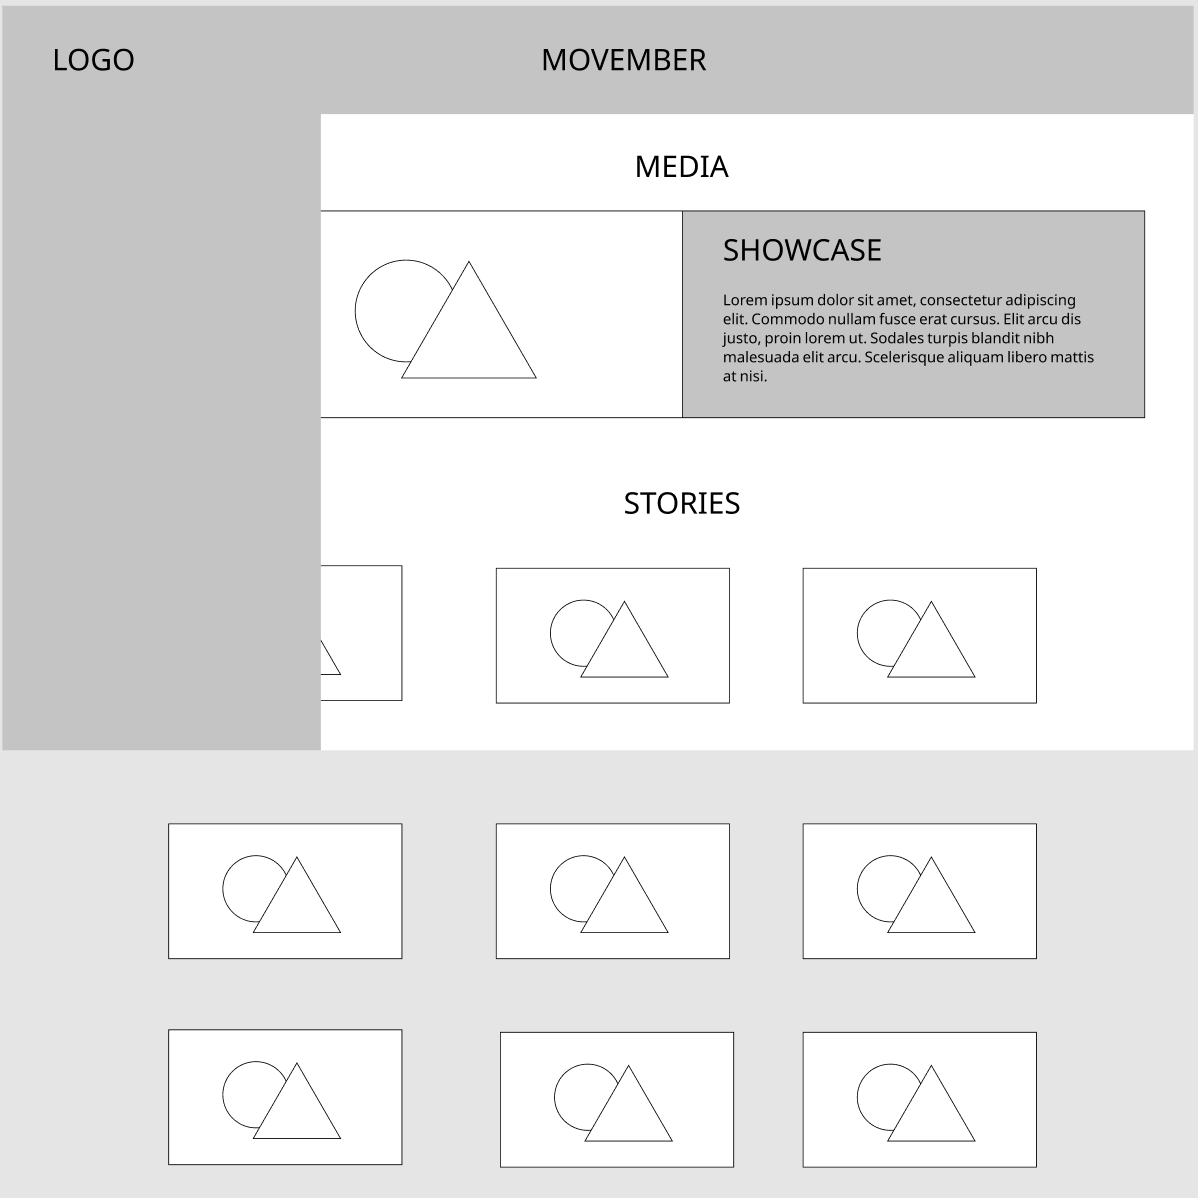 LOGO
MOVEMBER
MEDIA
SHOWCASE
Lorem ipsum dolor sit amet, consectetur adipiscing
elit. Commodo nullam fusce erat cursus. Elit arcu dis
justo, proin lorem ut. Sodales turpis blandit nibh
malesuada elit arcu. Scelerisque aliquam libero mattis
at nisi.
STORIES